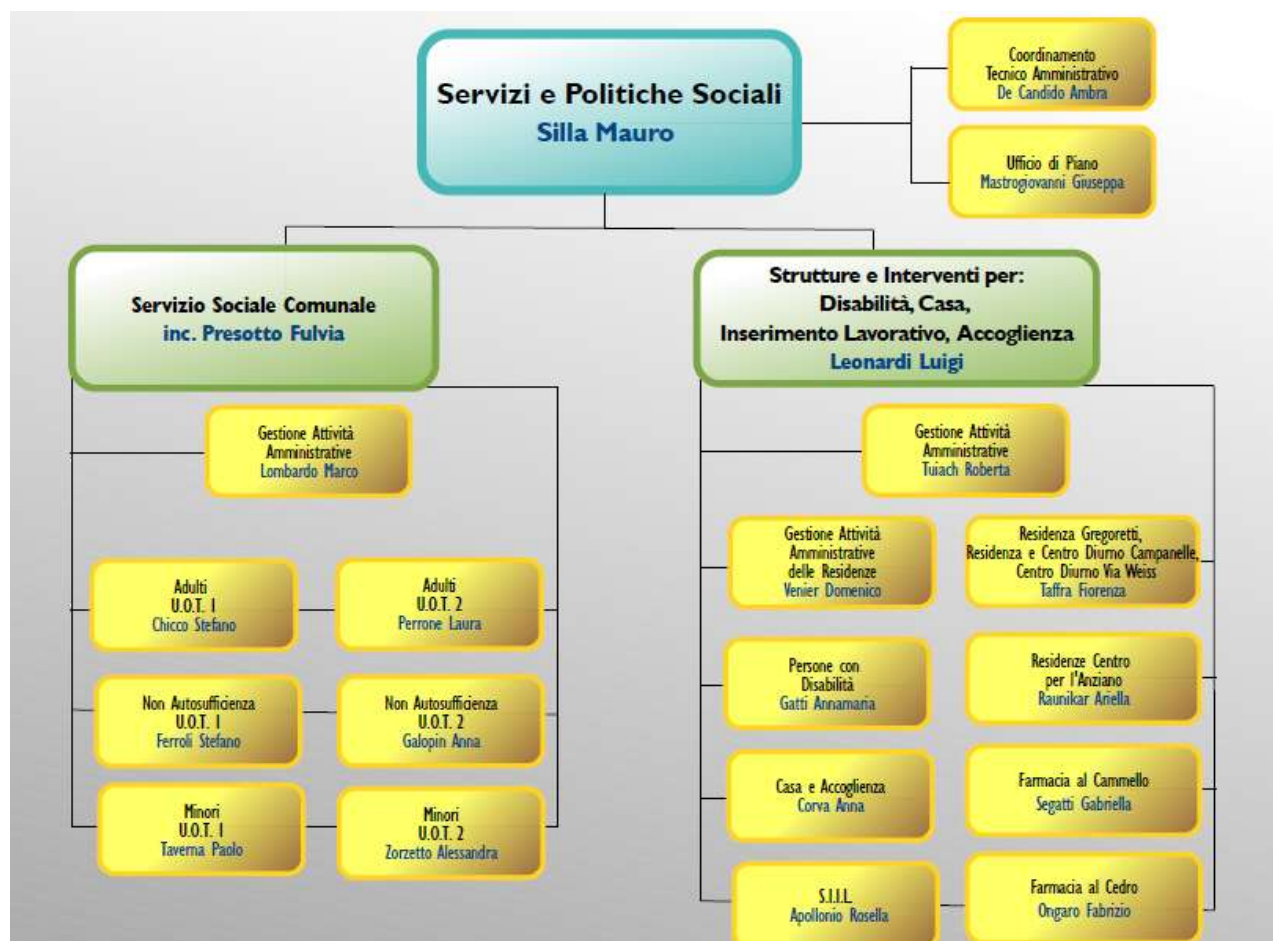 Servizi e Politiche Sociali
Silla Mauro
Coordinamento
Tecnico Amministrativo
De Candido Ambra
Ufficio di Piano
Mastrogiovanni Giuseppa
Servizio Sociale Comunale
inc. Presotto Fulvia
Gestione Attività
Amministrative
Lombardo Marco
Adulti
U.O.T. 1
Chicco Stefano
Adulti
U.O.T. 2
Perrone Laura
Non Autosufficienza
U.O.T. 1
Ferroli Stefano
Non Autosufficienza
U.O.T. 2
Galopin Anna
Minori
U.O.T. 1
Taverna Paolo
Minori
U.O.T. 2
Zorzetto Alessandra
Strutture e Interventi per:
Disabilità, Casa,
Inserimento Lavorativo, Accoglienza
Leonardi Luigi
Gestione Attività
Amministrative
Tuiach Roberta
Gestione Attività
Amministrative
delle Residenze
Venier Domenico
Residenza Gregoretti,
Residenza e Centro Diurno Campanelle,
Centro Diurno Via Weiss
Taffra Fiorenza
Persone con
Disabilità
Gatti Annamaria
Residenze Centro
per l'Anziano
Raunikar Ariella
Casa e Accoglienza
Corva Anna
Farmacia al Cammello
Segatti Gabriella
S.I.I.L.
Apollonio Rosella
Farmacia al Cedro
Ongaro Fabrizio